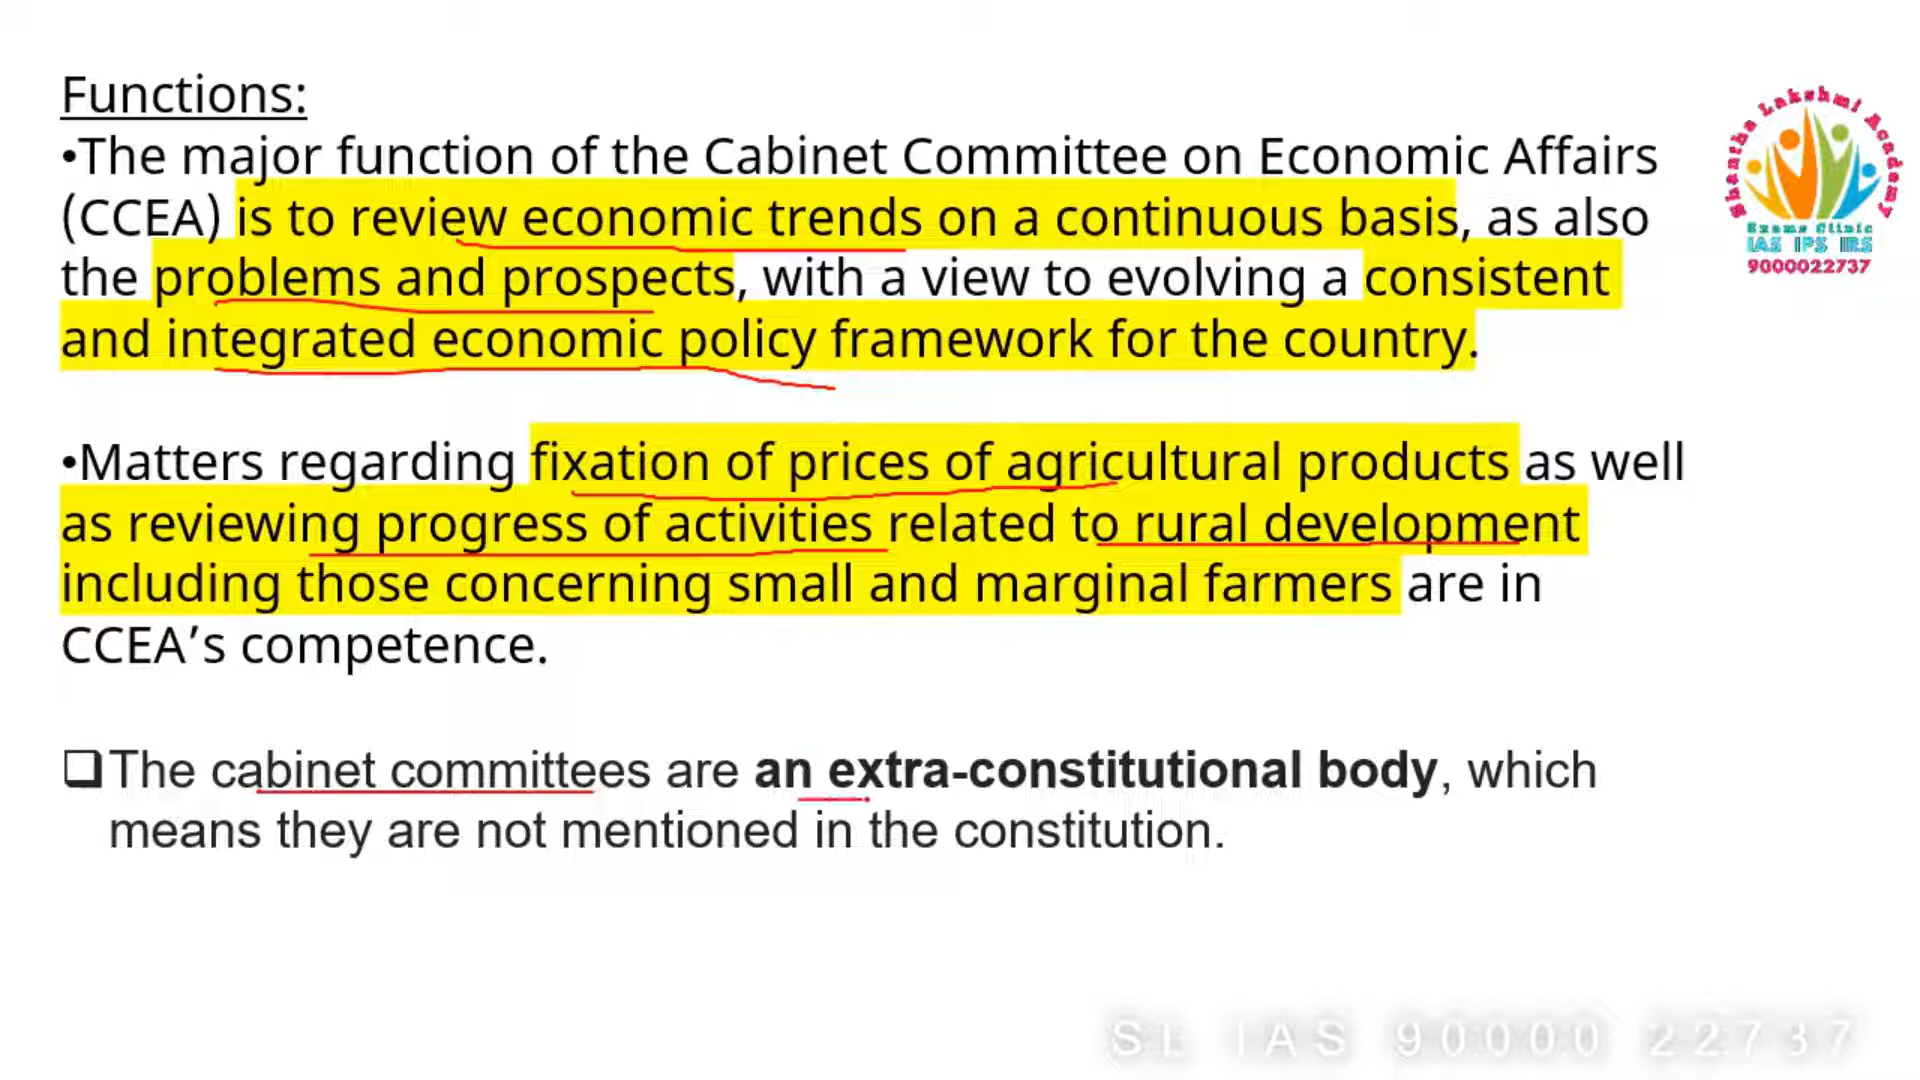 Functions:
•The major function of the Cabinet Committee on Economic Affairs
(CCEA) is to review economic trends on a continuous basis, as also
the problems and prospects, with a view to evolving a consistent
and integrated economic policy framework for the country.
•Matters regarding fixation of prices of agricultural products as well
as reviewing progress of activities related to rural development
including those concerning small and marginal farmers are in
CCEA’s competence.
❑The cabinet committees are an extra-constitutional body, which
means they are not mentioned in the constitution.
Shantha Lakshmi Academy
Exams Clinic
IAS IPS IRS
9000022737
SL IAS 90000 22737